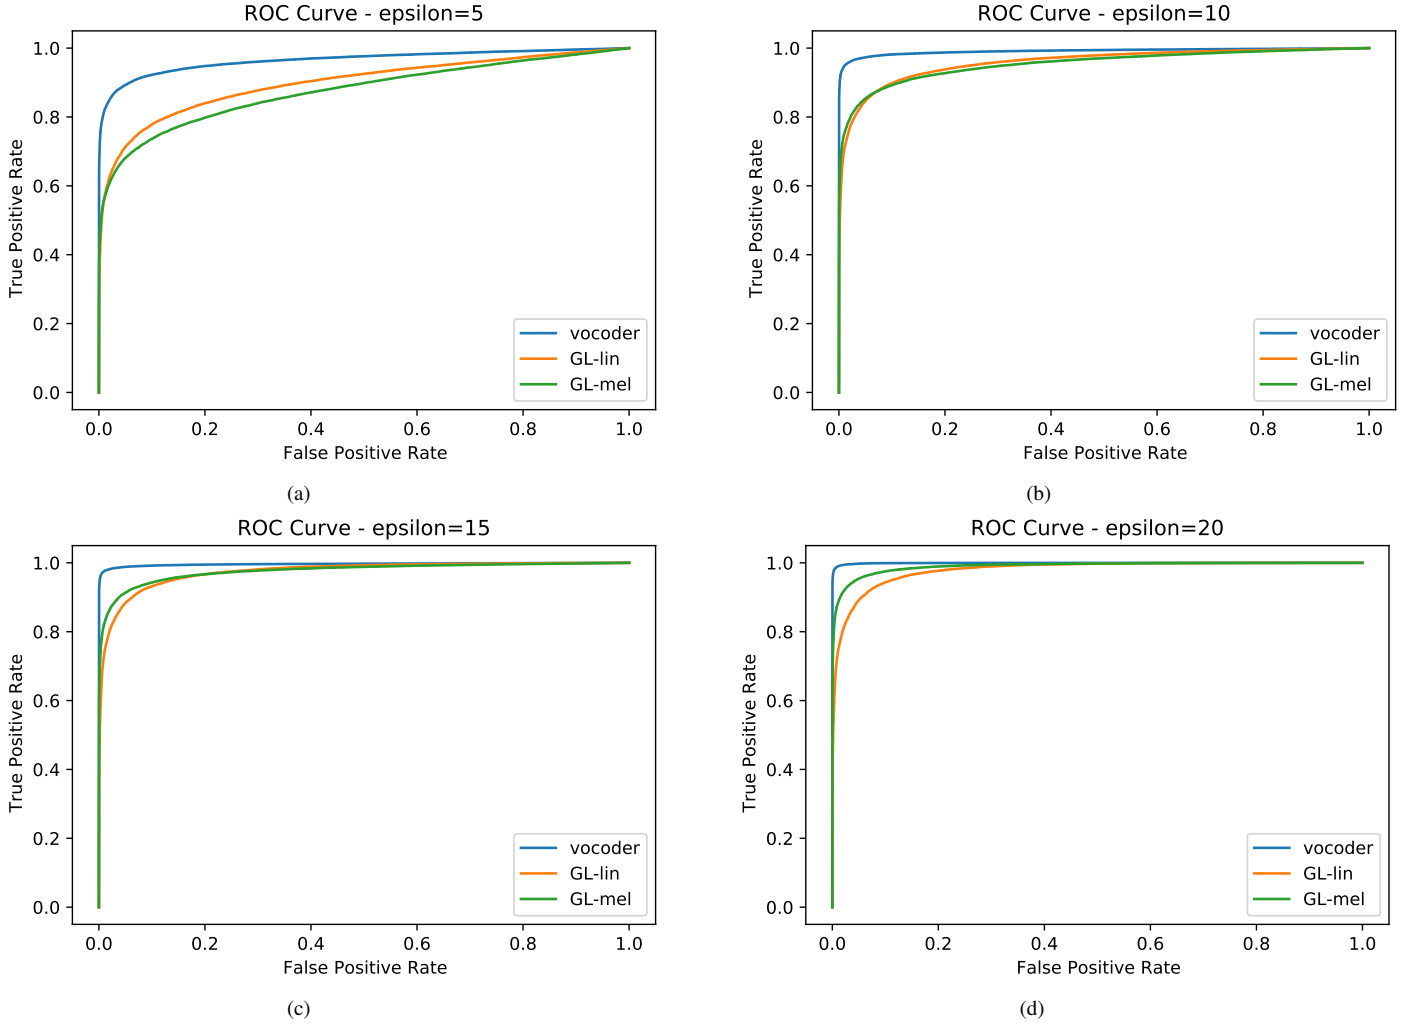 ROC Curve - epsilon=5
1.0
0.8
0.6
0.4
0.2
0.0
True Positive Rate
vocoder
GL-lin
GL-mel
0.0 0.2 0.4 0.6 0.8 1.0
False Positive Rate
(a)
ROC Curve - epsilon=10
1.0
0.8
0.6
0.4
0.2
0.0
True Positive Rate
vocoder
GL-lin
GL-mel
0.0 0.2 0.4 0.6 0.8 1.0
False Positive Rate
(b)
ROC Curve - epsilon=15
1.0
0.8
0.6
0.4
0.2
0.0
True Positive Rate
vocoder
GL-lin
GL-mel
0.0 0.2 0.4 0.6 0.8 1.0
False Positive Rate
(c)
ROC Curve - epsilon=20
1.0
0.8
0.6
0.4
0.2
0.0
True Positive Rate
vocoder
GL-lin
GL-mel
0.0 0.2 0.4 0.6 0.8 1.0
False Positive Rate
(d)